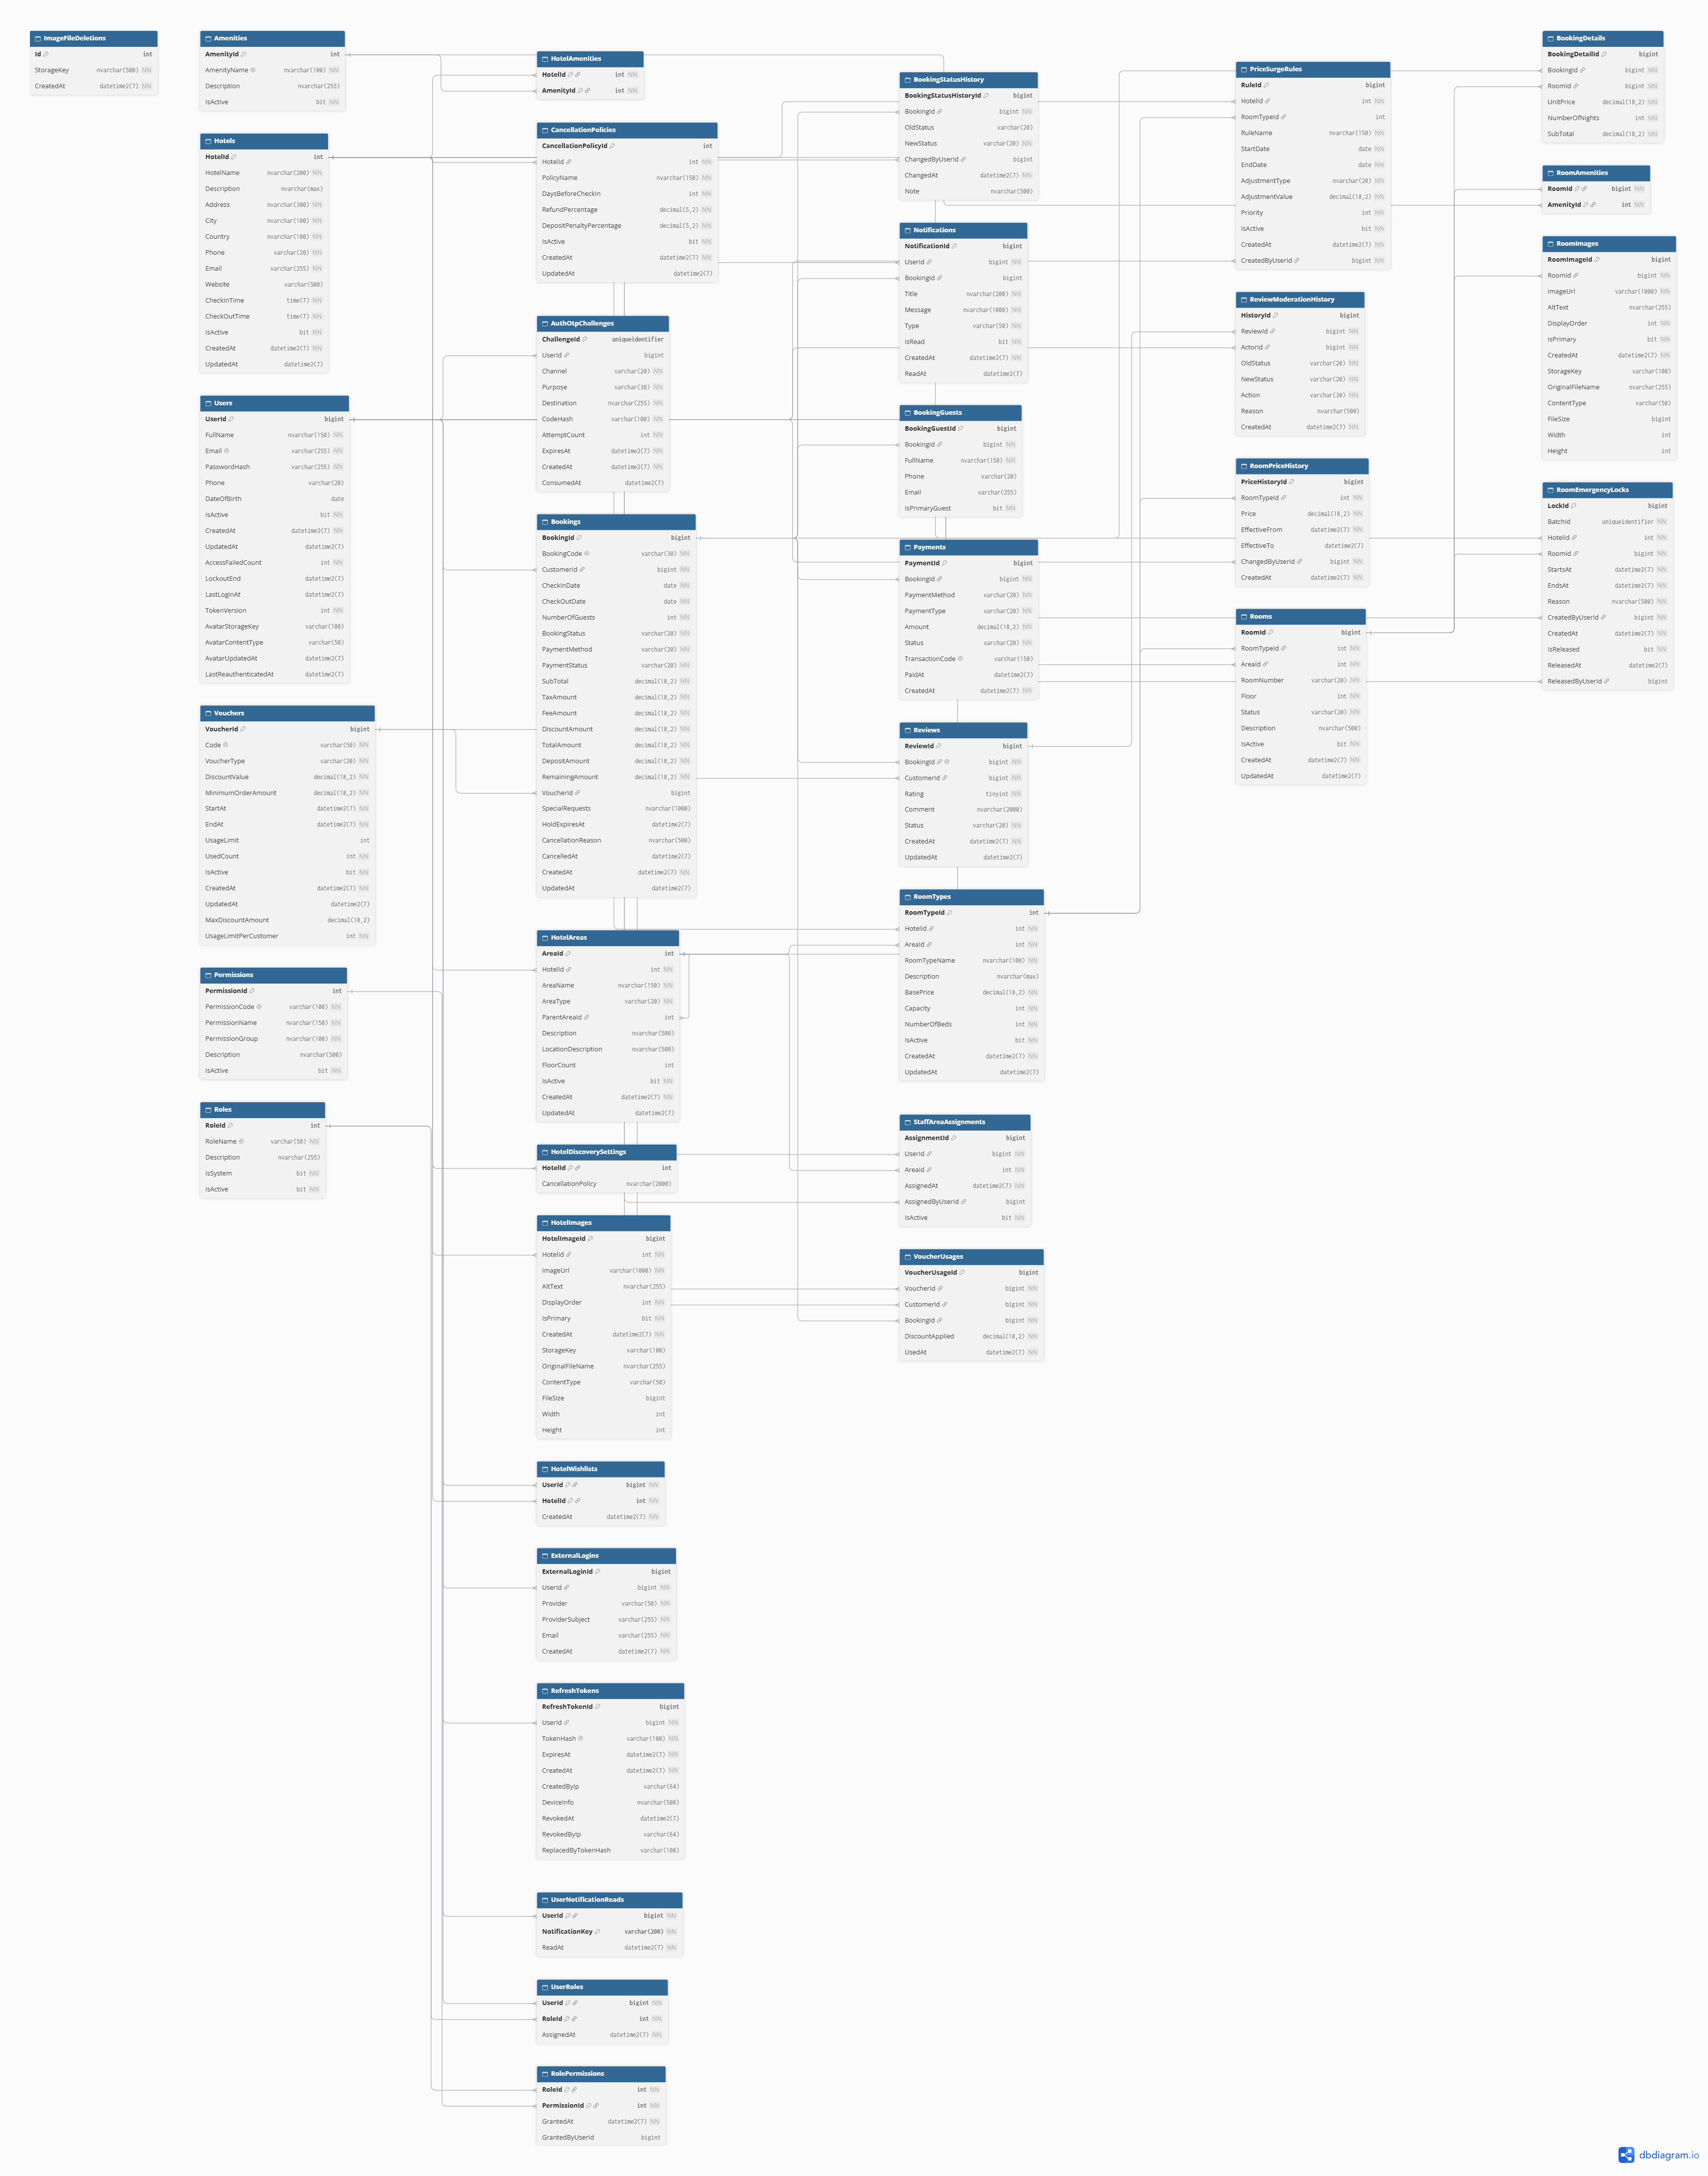 ImageFileDeletions
Id int
StorageKey nvarchar(500) NN
CreatedAt datetime2(7) NN
Amenities
AmenityId int
AmenityName nvarchar(100) NN
Description nvarchar(255)
IsActive bit NN
Hotels
HotelId int
HotelName nvarchar(200) NN
Description nvarchar(max)
Address nvarchar(300) NN
City nvarchar(100) NN
Country nvarchar(100) NN
Phone varchar(20) NN
Email varchar(255) NN
Website varchar(500)
CheckInTime time(7) NN
CheckOutTime time(7) NN
IsActive bit NN
CreatedAt datetime2(7) NN
UpdatedAt datetime2(7)
Users
UserId bigint
FullName nvarchar(150) NN
Email varchar(255) NN
PasswordHash varchar(255) NN
Phone varchar(20)
DateOfBirth date
IsActive bit NN
CreatedAt datetime2(7) NN
UpdatedAt datetime2(7)
AccessFailedCount int NN
LockoutEnd datetime2(7)
LastLoginAt datetime2(7)
TokenVersion int NN
AvatarStorageKey varchar(100)
AvatarContentType varchar(50)
AvatarUpdatedAt datetime2(7)
LastReauthenticatedAt datetime2(7)
Vouchers
VoucherId bigint
Code varchar(50) NN
VoucherType varchar(20) NN
DiscountValue decimal(18,2) NN
MinimumOrderAmount decimal(18,2) NN
StartAt datetime2(7) NN
EndAt datetime2(7) NN
UsageLimit int
UsedCount int NN
IsActive bit NN
CreatedAt datetime2(7) NN
UpdatedAt datetime2(7)
MaxDiscountAmount decimal(18,2)
UsageLimitPerCustomer int NN
Permissions
PermissionId int
PermissionCode varchar(100) NN
PermissionName nvarchar(150) NN
PermissionGroup nvarchar(100) NN
Description nvarchar(500)
IsActive bit NN
Roles
RoleId int
RoleName varchar(50) NN
Description nvarchar(255)
IsSystem bit NN
IsActive bit NN
HotelAmenities
HotelId int NN
AmenityId int NN
CancellationPolicies
CancellationPolicyId int
HotelId int NN
PolicyName nvarchar(150) NN
DaysBeforeCheckIn int NN
RefundPercentage decimal(5,2) NN
DepositPenaltyPercentage decimal(5,2) NN
IsActive bit NN
CreatedAt datetime2(7) NN
UpdatedAt datetime2(7)
AuthOtpChallenges
ChallengeId uniqueidentifier
UserId bigint
Channel varchar(20) NN
Purpose varchar(30) NN
Destination nvarchar(255) NN
CodeHash varchar(100) NN
AttemptCount int NN
ExpiresAt datetime2(7) NN
CreatedAt datetime2(7) NN
ConsumedAt datetime2(7)
Bookings
BookingId bigint
BookingCode varchar(30) NN
CustomerId bigint NN
CheckInDate date NN
CheckOutDate date NN
NumberOfGuests int NN
BookingStatus varchar(20) NN
PaymentMethod varchar(20) NN
PaymentStatus varchar(20) NN
SubTotal decimal(18,2) NN
TaxAmount decimal(18,2) NN
FeeAmount decimal(18,2) NN
DiscountAmount decimal(18,2) NN
TotalAmount decimal(18,2) NN
DepositAmount decimal(18,2) NN
RemainingAmount decimal(18,2) NN
VoucherId bigint
SpecialRequests nvarchar(1000)
HoldExpiresAt datetime2(7)
CancellationReason nvarchar(500)
CancelledAt datetime2(7)
CreatedAt datetime2(7) NN
UpdatedAt datetime2(7)
HotelAreas
AreaId int
HotelId int NN
AreaName nvarchar(150) NN
AreaType varchar(20) NN
ParentAreaId int
Description nvarchar(500)
LocationDescription nvarchar(500)
FloorCount int
IsActive bit NN
CreatedAt datetime2(7) NN
UpdatedAt datetime2(7)
HotelDiscoverySettings
HotelId int
CancellationPolicy nvarchar(2000)
HotelImages
HotelImageId bigint
HotelId int NN
ImageUrl varchar(1000) NN
AltText nvarchar(255)
DisplayOrder int NN
IsPrimary bit NN
CreatedAt datetime2(7) NN
StorageKey varchar(100)
OriginalFileName nvarchar(255)
ContentType varchar(50)
FileSize bigint
Width int
Height int
HotelWishlists
UserId bigint NN
HotelId int NN
CreatedAt datetime2(7) NN
ExternalLogins
ExternalLoginId bigint
UserId bigint NN
Provider varchar(50) NN
ProviderSubject varchar(255) NN
Email varchar(255) NN
CreatedAt datetime2(7) NN
RefreshTokens
RefreshTokenId bigint
UserId bigint NN
TokenHash varchar(100) NN
ExpiresAt datetime2(7) NN
CreatedAt datetime2(7) NN
CreatedByIp varchar(64)
DeviceInfo nvarchar(500)
RevokedAt datetime2(7)
RevokedByIp varchar(64)
ReplacedByTokenHash varchar(100)
UserNotificationReads
UserId bigint NN
NotificationKey varchar(200) NN
ReadAt datetime2(7) NN
UserRoles
UserId bigint NN
RoleId int NN
AssignedAt datetime2(7) NN
RolePermissions
RoleId int NN
PermissionId int NN
GrantedAt datetime2(7) NN
GrantedByUserId bigint
BookingStatusHistory
BookingStatusHistoryId bigint
BookingId bigint NN
OldStatus varchar(20)
NewStatus varchar(20) NN
ChangedByUserId bigint
ChangedAt datetime2(7) NN
Note nvarchar(500)
Notifications
NotificationId bigint
UserId bigint NN
BookingId bigint
Title nvarchar(200) NN
Message nvarchar(1000) NN
Type varchar(50) NN
IsRead bit NN
CreatedAt datetime2(7) NN
ReadAt datetime2(7)
BookingGuests
BookingGuestId bigint
BookingId bigint NN
FullName nvarchar(150) NN
Phone varchar(20)
Email varchar(255)
IsPrimaryGuest bit NN
Payments
PaymentId bigint
BookingId bigint NN
PaymentMethod varchar(20) NN
PaymentType varchar(20) NN
Amount decimal(18,2) NN
Status varchar(20) NN
TransactionCode varchar(150)
PaidAt datetime2(7)
CreatedAt datetime2(7) NN
Reviews
ReviewId bigint
BookingId bigint NN
CustomerId bigint NN
Rating tinyint NN
Comment nvarchar(2000)
Status varchar(20) NN
CreatedAt datetime2(7) NN
UpdatedAt datetime2(7)
RoomTypes
RoomTypeId int
HotelId int NN
AreaId int NN
RoomTypeName nvarchar(100) NN
Description nvarchar(max)
BasePrice decimal(18,2) NN
Capacity int NN
NumberOfBeds int NN
IsActive bit NN
CreatedAt datetime2(7) NN
UpdatedAt datetime2(7)
StaffAreaAssignments
AssignmentId bigint
UserId bigint NN
AreaId int NN
AssignedAt datetime2(7) NN
AssignedByUserId bigint
IsActive bit NN
VoucherUsages
VoucherUsageId bigint
VoucherId bigint NN
CustomerId bigint NN
BookingId bigint NN
DiscountApplied decimal(18,2) NN
UsedAt datetime2(7) NN
PriceSurgeRules
RuleId bigint
HotelId int NN
RoomTypeId int
RuleName nvarchar(150) NN
StartDate date NN
EndDate date NN
AdjustmentType nvarchar(20) NN
AdjustmentValue decimal(18,2) NN
Priority int NN
IsActive bit NN
CreatedAt datetime2(7) NN
CreatedByUserId bigint NN
ReviewModerationHistory
HistoryId bigint
ReviewId bigint NN
ActorId bigint NN
OldStatus varchar(20) NN
NewStatus varchar(20) NN
Action varchar(30) NN
Reason nvarchar(500)
CreatedAt datetime2(7) NN
RoomPriceHistory
PriceHistoryId bigint
RoomTypeId int NN
Price decimal(18,2) NN
EffectiveFrom datetime2(7) NN
EffectiveTo datetime2(7)
ChangedByUserId bigint NN
CreatedAt datetime2(7) NN
Rooms
RoomId bigint
RoomTypeId int NN
AreaId int NN
RoomNumber varchar(20) NN
Floor int NN
Status varchar(20) NN
Description nvarchar(500)
IsActive bit NN
CreatedAt datetime2(7) NN
UpdatedAt datetime2(7)
BookingDetails
BookingDetailId bigint
BookingId bigint NN
RoomId bigint NN
UnitPrice decimal(18,2) NN
NumberOfNights int NN
SubTotal decimal(18,2) NN
RoomAmenities
RoomId bigint NN
AmenityId int NN
RoomImages
RoomImageId bigint
RoomId bigint NN
ImageUrl varchar(1000) NN
AltText nvarchar(255)
DisplayOrder int NN
IsPrimary bit NN
CreatedAt datetime2(7) NN
StorageKey varchar(100)
OriginalFileName nvarchar(255)
ContentType varchar(50)
FileSize bigint
Width int
Height int
RoomEmergencyLocks
LockId bigint
BatchId uniqueidentifier NN
HotelId int NN
RoomId bigint NN
StartsAt datetime2(7) NN
EndsAt datetime2(7) NN
Reason nvarchar(500) NN
CreatedByUserId bigint NN
CreatedAt datetime2(7) NN
IsReleased bit NN
ReleasedAt datetime2(7)
ReleasedByUserId bigint
dbdiagram.io